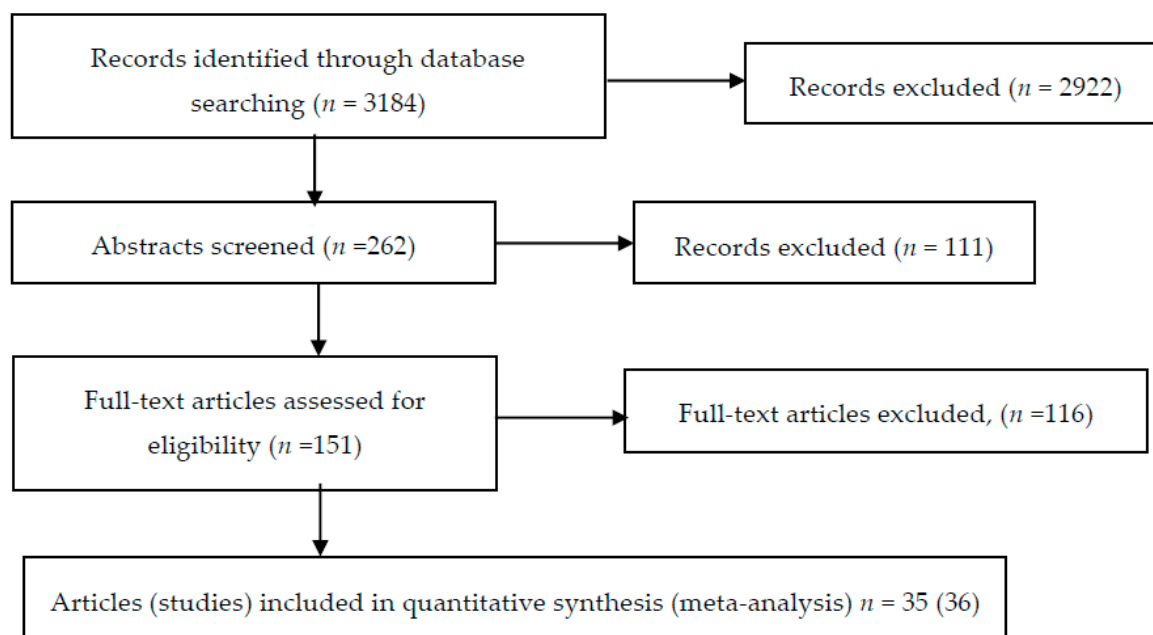 Records identified through database
searching (n = 3184)
Records excluded (n = 2922)
Abstracts screened (n =262)
Records excluded (n = 111)
Full-text articles assessed for
eligibility (n =151)
Full-text articles excluded, (n =116)
Articles (studies) included in quantitative synthesis (meta-analysis) n = 35 (36)